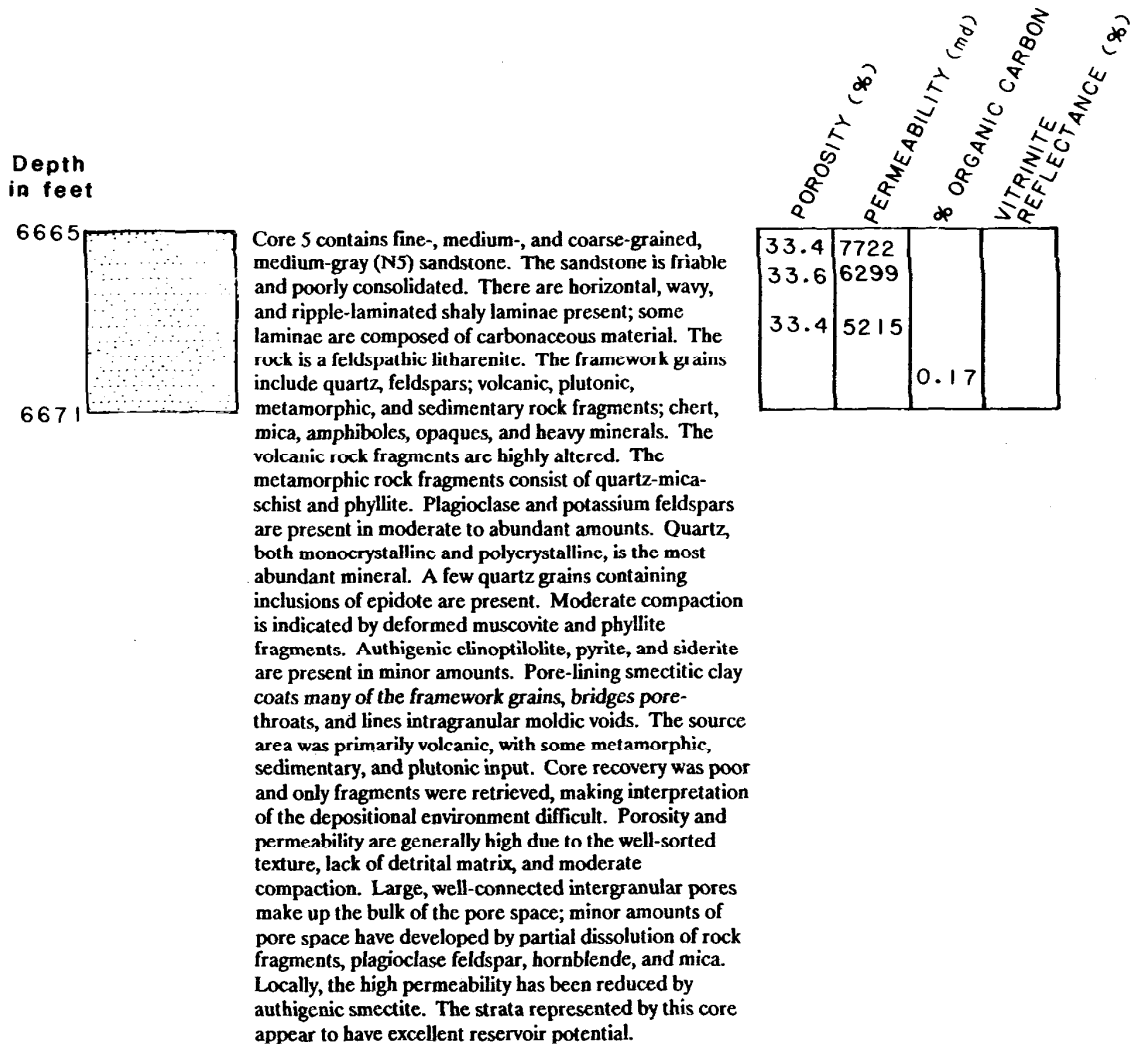 POROSITY (%)
PERMEABILITY (md)
% ORGANIC CARBON
VITRINITE
REFLECTANCE (%)
Depth
in feet
6665
6671
Core 5 contains fine-, medium-, and coarse-grained,
medium-gray (N5) sandstone. The sandstone is friable
and poorly consolidated. There are horizontal, wavy,
and ripple-laminated shaly laminae present; some
laminae are composed of carbonaceous material. The
rock is a feldspathic litharenite. The framework grains
include quartz, feldspars; volcanic, plutonic,
metamorphic, and sedimentary rock fragments; chert,
mica, amphiboles, opaques, and heavy minerals. The
volcanic rock fragments are highly altered. The
metamorphic rock fragments consist of quartz-mica-
schist and phyllite. Plagioclase and potassium feldspars
are present in moderate to abundant amounts. Quartz,
both monocrystalline and polycrystalline, is the most
abundant mineral. A few quartz grains containing
inclusions of epidote are present. Moderate compaction
is indicated by deformed muscovite and phyllite
fragments. Authigenic clinoptilolite, pyrite, and siderite
are present in minor amounts. Pore-lining smectitic clay
coats many of the framework grains, bridges pore-
throats, and lines intragranular moldic voids. The source
area was primarily volcanic, with some metamorphic,
sedimentary, and plutonic input. Core recovery was poor
and only fragments were retrieved, making interpretation
of the depositional environment difficult. Porosity and
permeability are generally high due to the well-sorted
texture, lack of detrital matrix, and moderate
compaction. Large, well-connected intergranular pores
make up the bulk of the pore space; minor amounts of
pore space have developed by partial dissolution of rock
fragments, plagioclase feldspar, hornblende, and mica.
Locally, the high permeability has been reduced by
authigenic smectite. The strata represented by this core
appear to have excellent reservoir potential.
33.4 7722
33.6 6299
33.4 5215
0.17